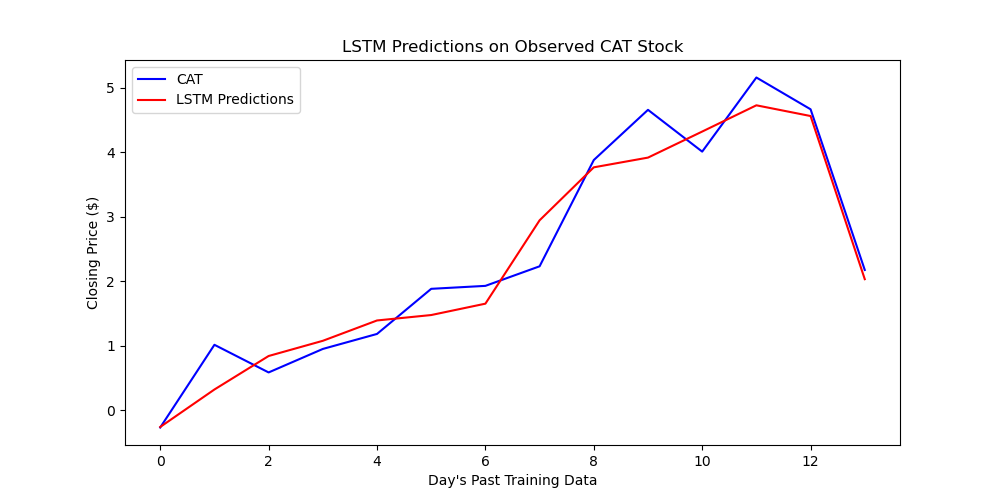 LSTM Predictions on Observed CAT Stock
CAT
LSTM Predictions
Closing Price ($)
5
4
3
2
1
0
0 2 4 6 8 10 12
Day's Past Training Data